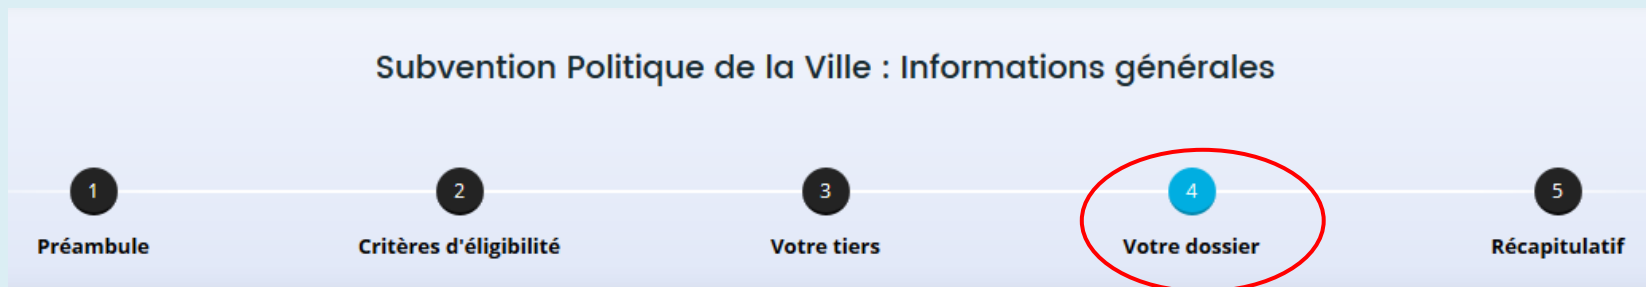 Subvention Politique de la Ville : Informations générales
1 2 3 4 5
Préambule Critères d'éligibilité Votre tiers Votre dossier Récapitulatif